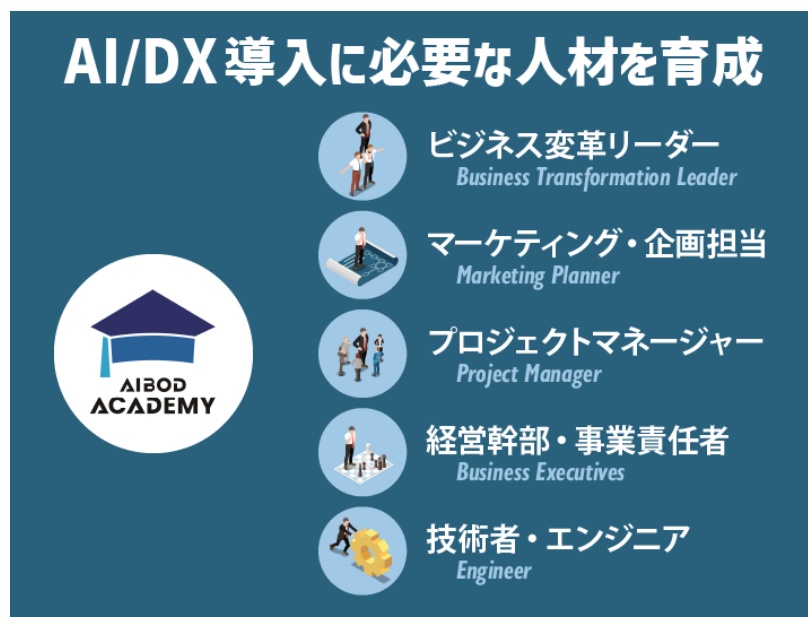 AI/DX導入に必要な人材を育成
ビジネス変革リーダー
Business Transformation Leader
マーケティング・企画担当
Marketing Planner
プロジェクトマネージャー
Project Manager
経営幹部・事業責任者
Business Executives
技術者・エンジニア
Engineer
AIBOD
ACADEMY